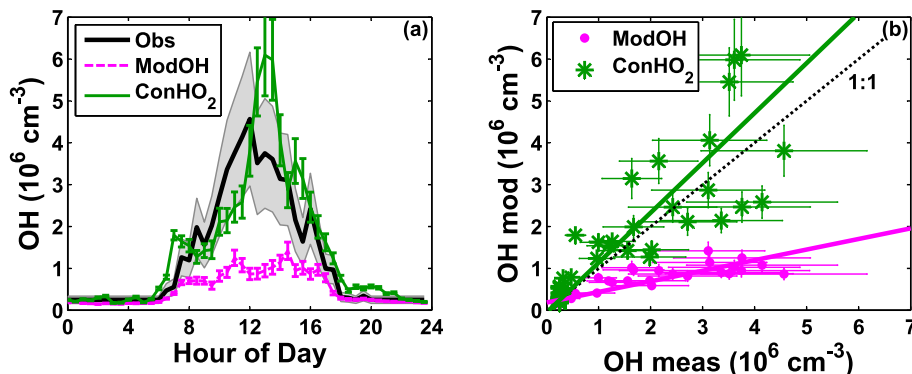 (a)
Obs
ModOH
ConHO2
OH (10^6 cm^-3)
7
6
5
4
3
2
1
0
0 4 8 12 16 20 24
Hour of Day
(b)
ModOH
ConHO2
1:1
OH mod (10^6 cm^-3)
7
6
5
4
3
2
1
0
0 1 2 3 4 5 6 7
OH meas (10^6 cm^-3)